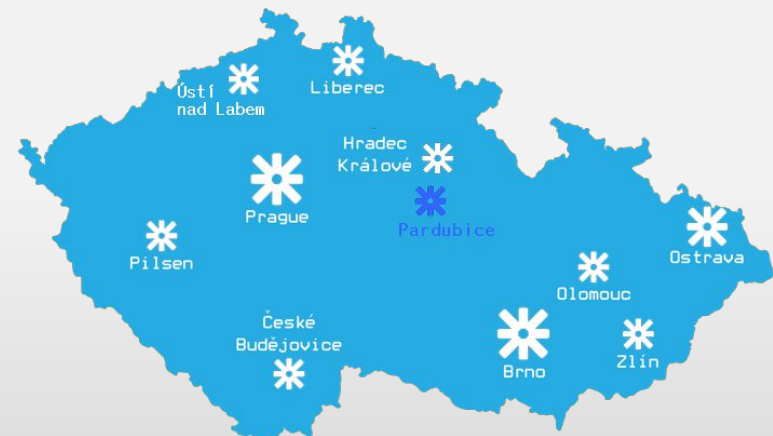 Liberec
Ústí
nad Labem
Hradec
Králové
Prague
Pardubice
Pilsen
Ostrava
Olomouc
České
Budějovice
Zlín
Brno